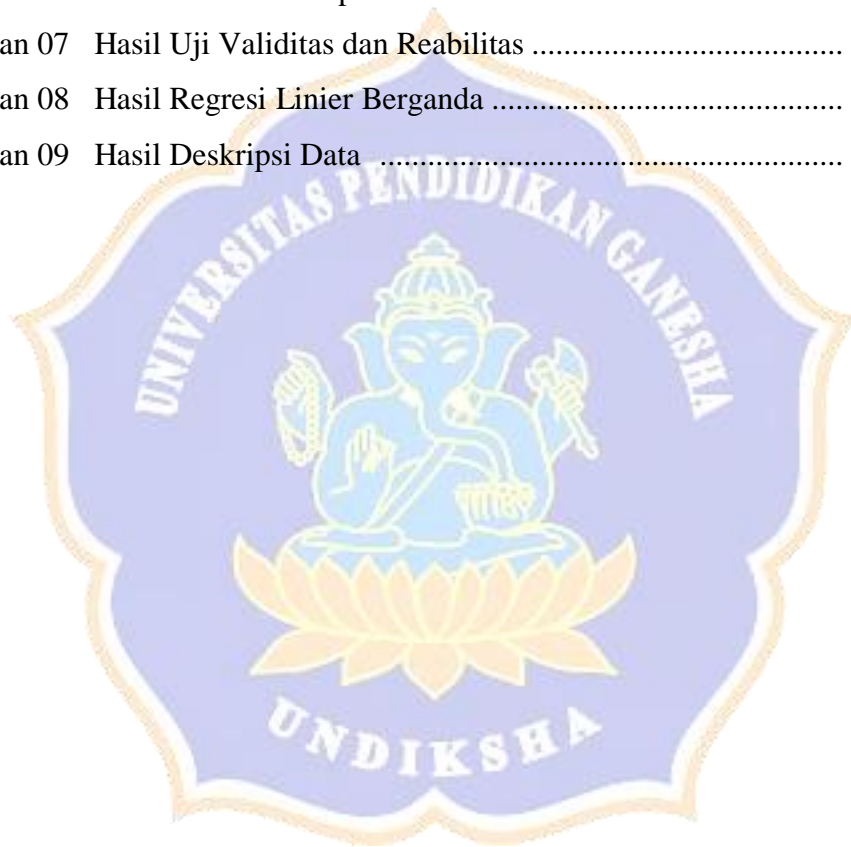 an 07 Hasil Uji Validitas dan Reabilitas ......................................
an 08 Hasil Regresi Linier Berganda ...........................................
an 09 Hasil Deskripsi Data .........................................................
UNIVERSITAS PENDIDIKAN GANESHA
UNDIKSHA